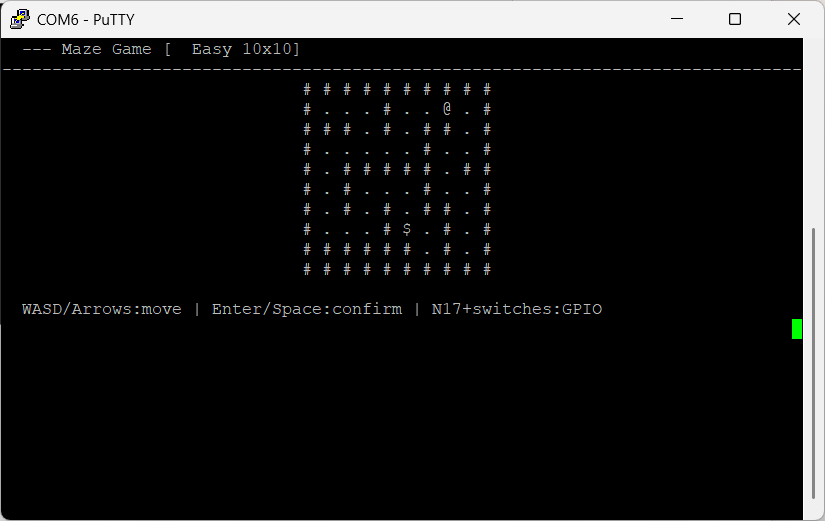 COM6 - PuTTY
--- Maze Game [  Easy 10x10]
--------------------------------------------------------------------------------
# # # # # # # # # #
# . . . # . . @ . #
# # # . # . # # . #
# . . . . . # . . #
# . # # # # # . # #
# . # . . . # . . #
# . # . # . # # . #
# . . . # $ . # . #
# # # # # # . # . #
# # # # # # # # # #
WASD/Arrows:move | Enter/Space:confirm | N17+switches:GPIO